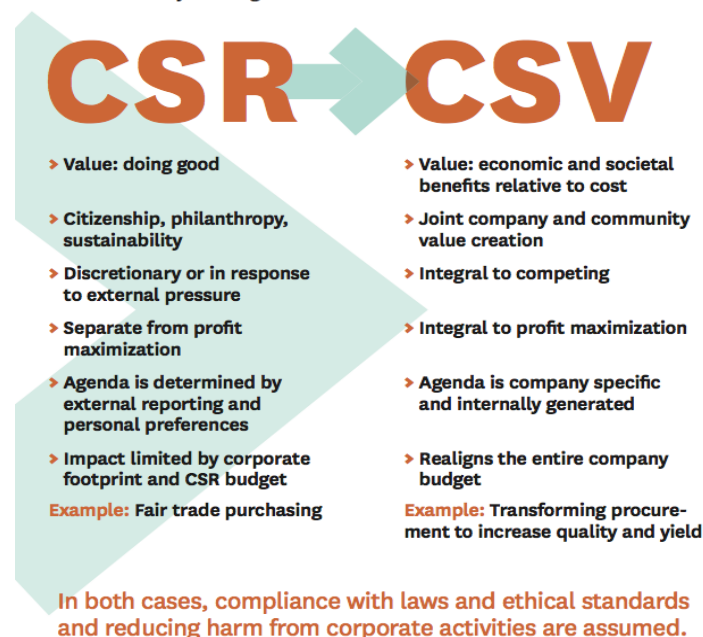 CSR CSV
> Value: doing good
> Value: economic and societal
benefits relative to cost
> Citizenship, philanthropy,
sustainability
> Joint company and community
value creation
> Discretionary or in response
to external pressure
> Integral to competing
> Separate from profit
maximization
> Integral to profit maximization
> Agenda is determined by
external reporting and
personal preferences
> Agenda is company specific
and internally generated
> Impact limited by corporate
footprint and CSR budget
> Realigns the entire company
budget
Example: Fair trade purchasing
Example: Transforming procure-
ment to increase quality and yield
In both cases, compliance with laws and ethical standards
and reducing harm from corporate activities are assumed.